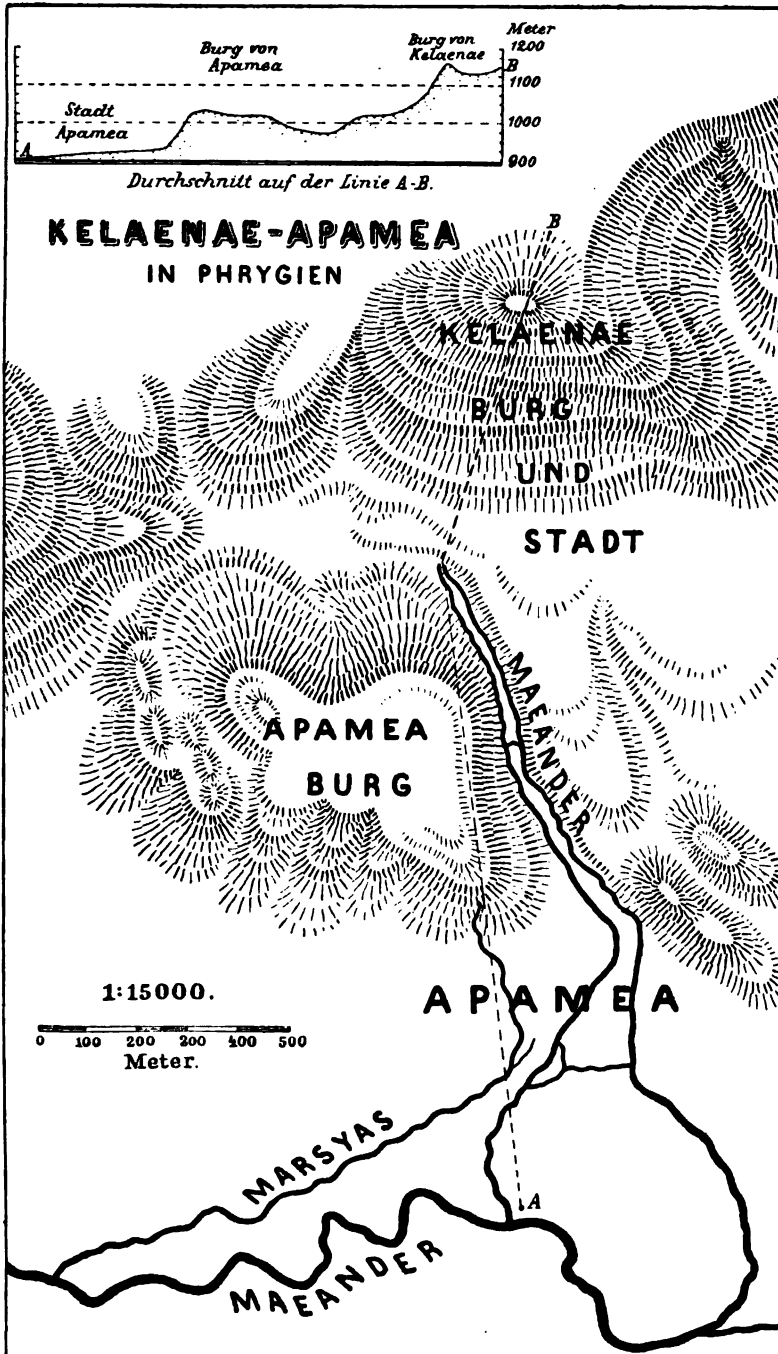 Meter
1200
Burg von
Apamea
Burg von
Kelaenae
B
1100
Stadt
Apamea
1000
A
900
Durchschnitt auf der Linie A-B.
KELAENAE-APAMEA
IN PHRYGIEN
B
KELAENAE
BURG
UND
STADT
MAEANDER
APAMEA
BURG
1:15000.
0 100 200 300 400 500
Meter.
APAMEA
MARSYAS
A
MAEANDER